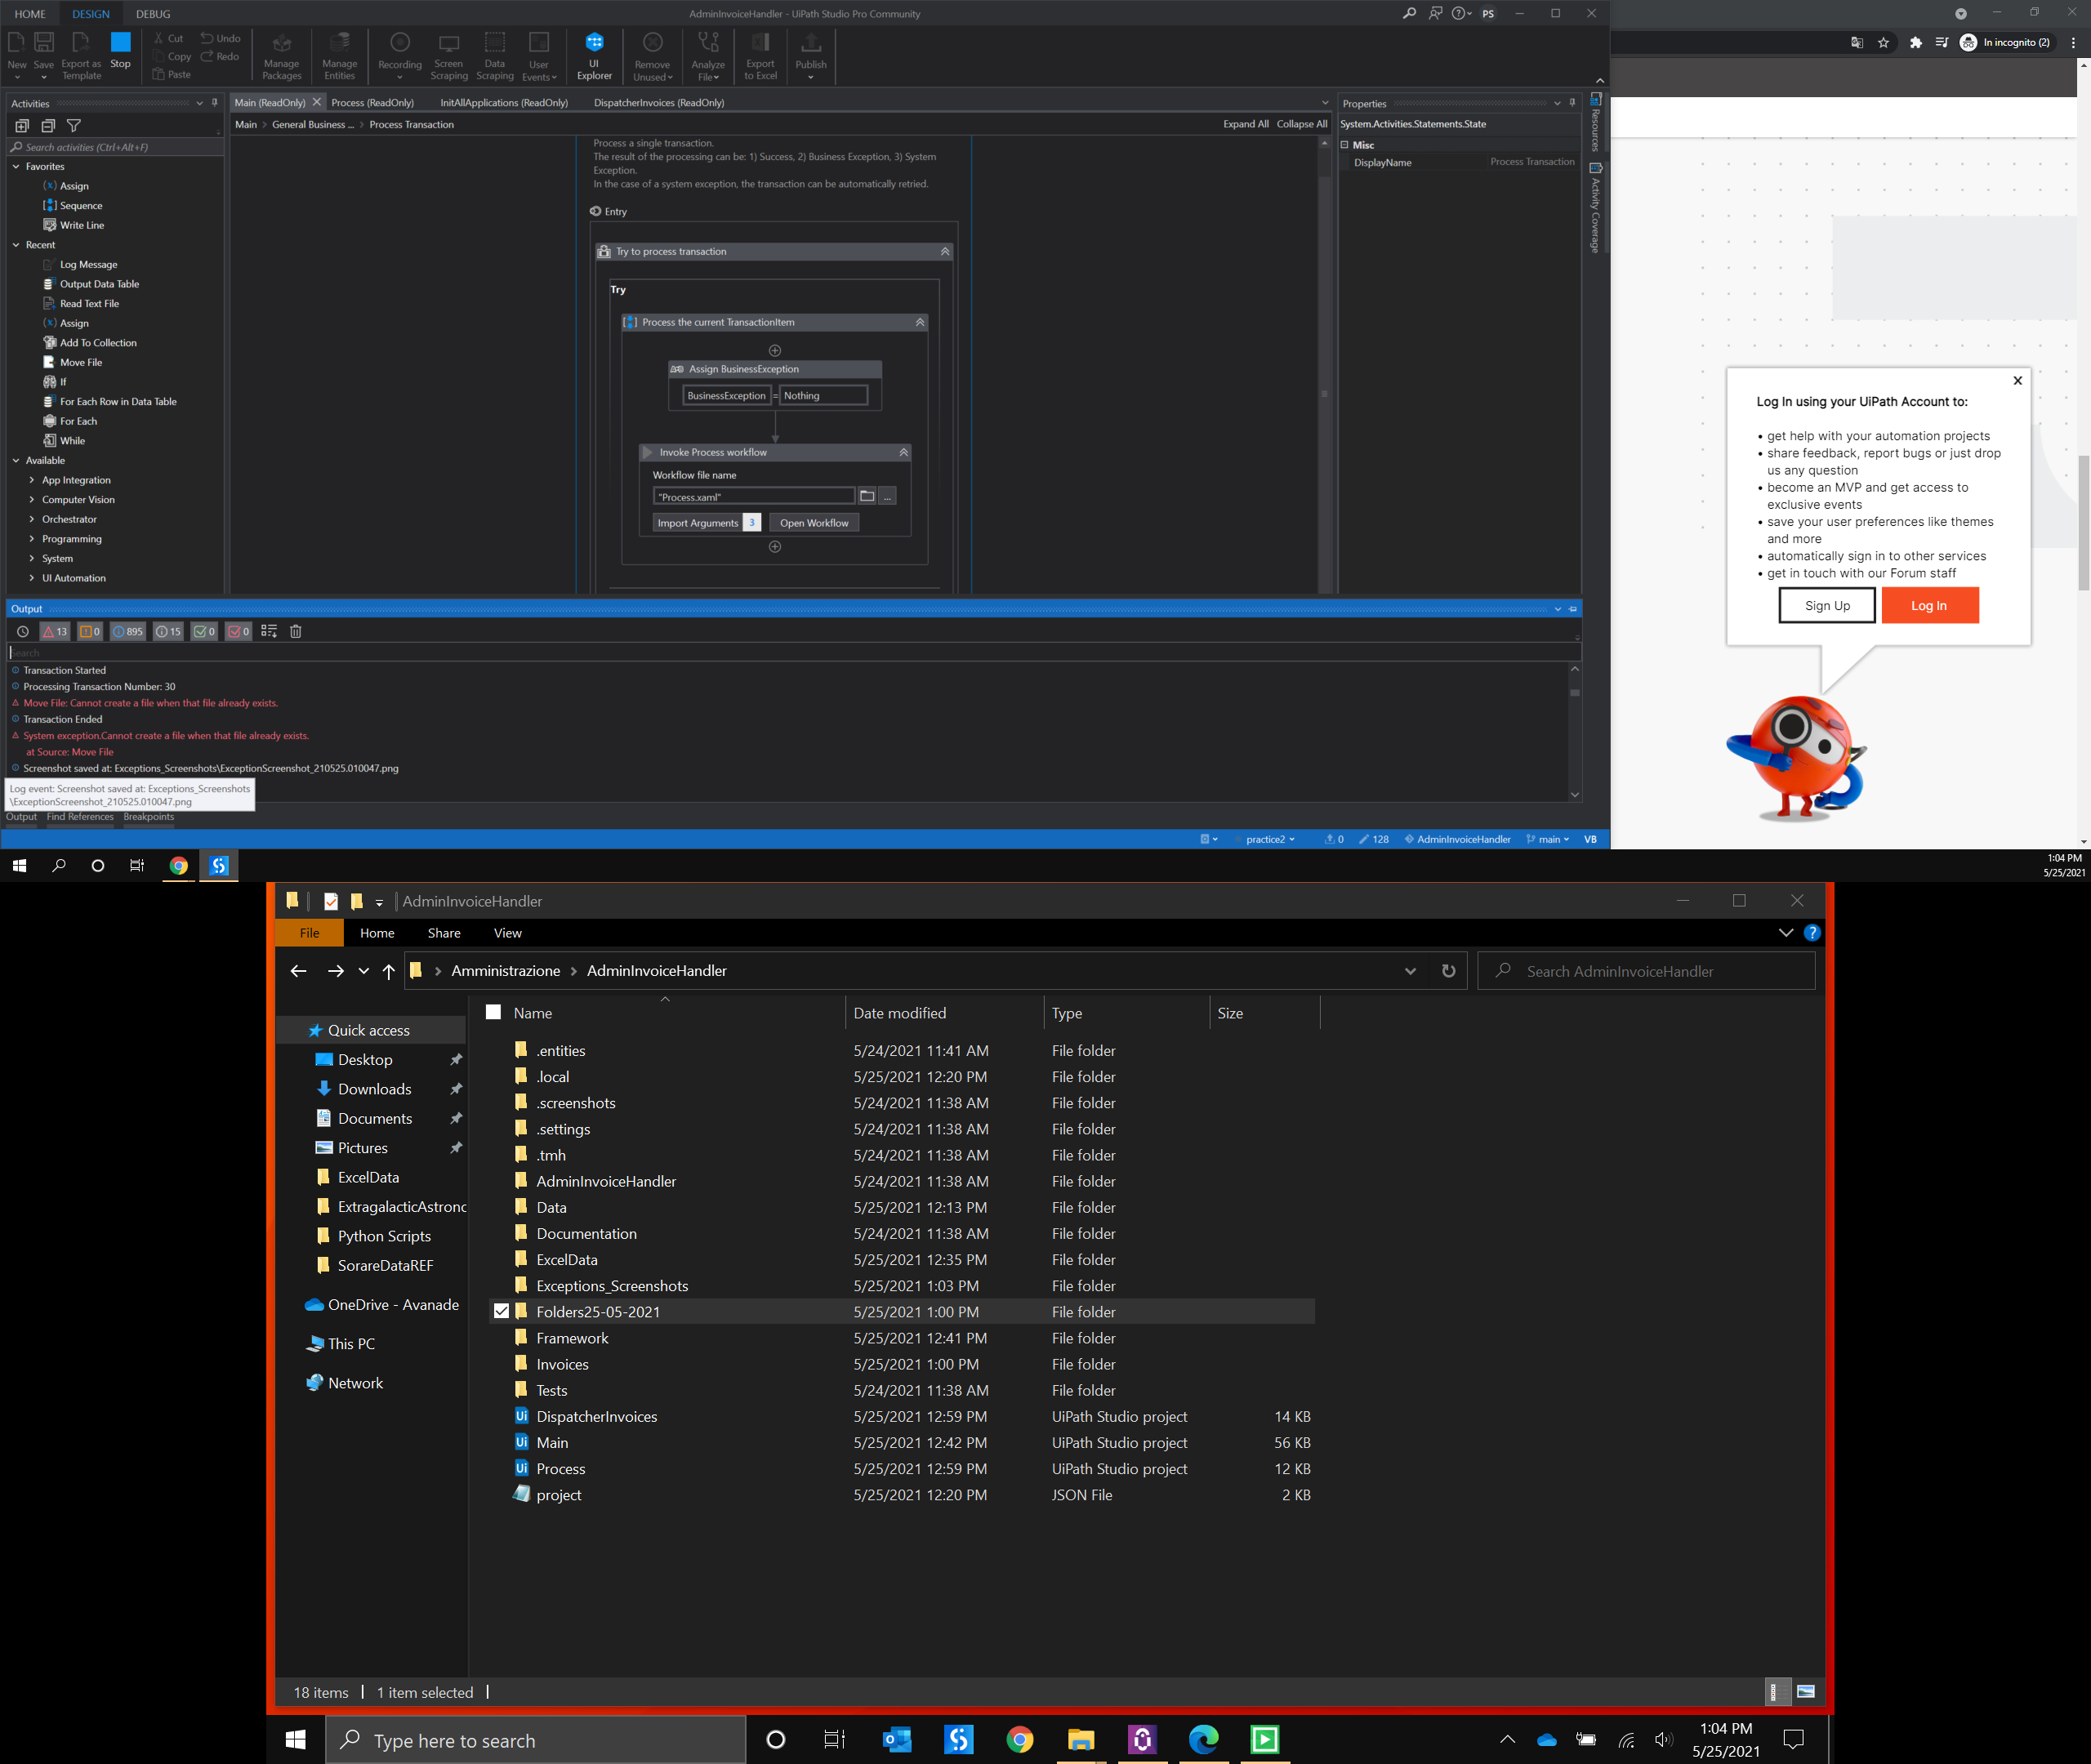 HOME DESIGN DEBUG
AdminInvoiceHandler - UiPath Studio Pro Community
PS
New
Save
Export as Template
Stop
Cut
Copy
Paste
Undo
Redo
Manage Packages
Manage Entities
Recording
Screen Scraping
Data Scraping
User Events
UI Explorer
Remove Unused
Analyze File
Export to Excel
Publish
In incognito (2)
Activities
Search activities (Ctrl+Alt+F)
Favorites
Assign
Sequence
Write Line
Recent
Log Message
Output Data Table
Read Text File
Assign
Add To Collection
Move File
If
For Each Row in Data Table
For Each
While
Available
App Integration
Computer Vision
Orchestrator
Programming
System
UI Automation
Main (ReadOnly)
Process (ReadOnly)
InitAllApplications (ReadOnly)
DispatcherInvoices (ReadOnly)
Main > General Business ... > Process Transaction
Expand All Collapse All
Process a single transaction.
The result of the processing can be: 1) Success, 2) Business Exception, 3) System
Exception.
In the case of a system exception, the transaction can be automatically retried.
Entry
Try to process transaction
Try
Process the current TransactionItem
Assign BusinessException
BusinessException = Nothing
Invoke Process workflow
Workflow file name
"Process.xaml"
...
Import Arguments 3
Open Workflow
Properties
System.Activities.Statements.State
Misc
DisplayName Process Transaction
Resources
Activity Coverage
Output
13 0 895 15 0 0
Search
Transaction Started
Processing Transaction Number: 30
Move File: Cannot create a file when that file already exists.
Transaction Ended
System exception.Cannot create a file when that file already exists.
at Source: Move File
Screenshot saved at: Exceptions_Screenshots\ExceptionScreenshot_210525.010047.png
Log event: Screenshot saved at: Exceptions_Screenshots
\ExceptionScreenshot_210525.010047.png
Output Find References Breakpoints
practice2
0
128
AdminInvoiceHandler
main
VB
x
Log In using your UiPath Account to:
• get help with your automation projects
• share feedback, report bugs or just drop
us any question
• become an MVP and get access to
exclusive events
• save your user preferences like themes
and more
• automatically sign in to other services
• get in touch with our Forum staff
Sign Up
Log In
1:04 PM
5/25/2021
AdminInvoiceHandler
File Home Share View
Amministrazione > AdminInvoiceHandler
Search AdminInvoiceHandler
Quick access
Desktop
Downloads
Documents
Pictures
ExcelData
ExtragalacticAstronc
Python Scripts
SorareDataREF
OneDrive - Avanade
This PC
Network
Name Date modified Type Size
.entities 5/24/2021 11:41 AM File folder
.local 5/25/2021 12:20 PM File folder
.screenshots 5/24/2021 11:38 AM File folder
.settings 5/24/2021 11:38 AM File folder
.tmh 5/24/2021 11:38 AM File folder
AdminInvoiceHandler 5/24/2021 11:38 AM File folder
Data 5/25/2021 12:13 PM File folder
Documentation 5/24/2021 11:38 AM File folder
ExcelData 5/25/2021 12:35 PM File folder
Exceptions_Screenshots 5/25/2021 1:03 PM File folder
Folders25-05-2021 5/25/2021 1:00 PM File folder
Framework 5/25/2021 12:41 PM File folder
Invoices 5/25/2021 1:00 PM File folder
Tests 5/24/2021 11:38 AM File folder
DispatcherInvoices 5/25/2021 12:59 PM UiPath Studio project 14 KB
Main 5/25/2021 12:42 PM UiPath Studio project 56 KB
Process 5/25/2021 12:59 PM UiPath Studio project 12 KB
project 5/25/2021 12:20 PM JSON File 2 KB
18 items 1 item selected
Type here to search
1:04 PM
5/25/2021